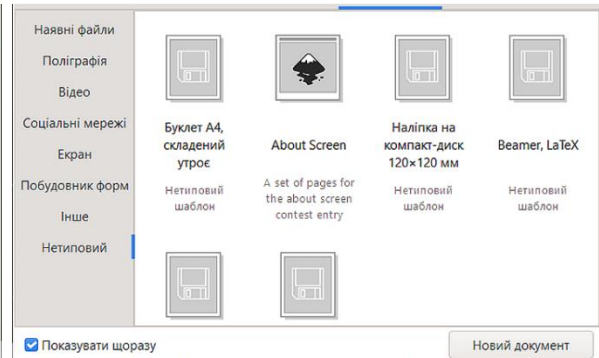 Наявні файли
Поліграфія
Відео
Соціальні мережі
Екран
Побудовник форм
Інше
Нетиповий
Буклет А4,
складений
утроє
Нетиповий
шаблон
About Screen
A set of pages for
the about screen
contest entry
Наліпка на
компакт-диск
120×120 мм
Нетиповий
шаблон
Beamer, LaTeX
Нетиповий
шаблон
Показувати щоразу
Новий документ